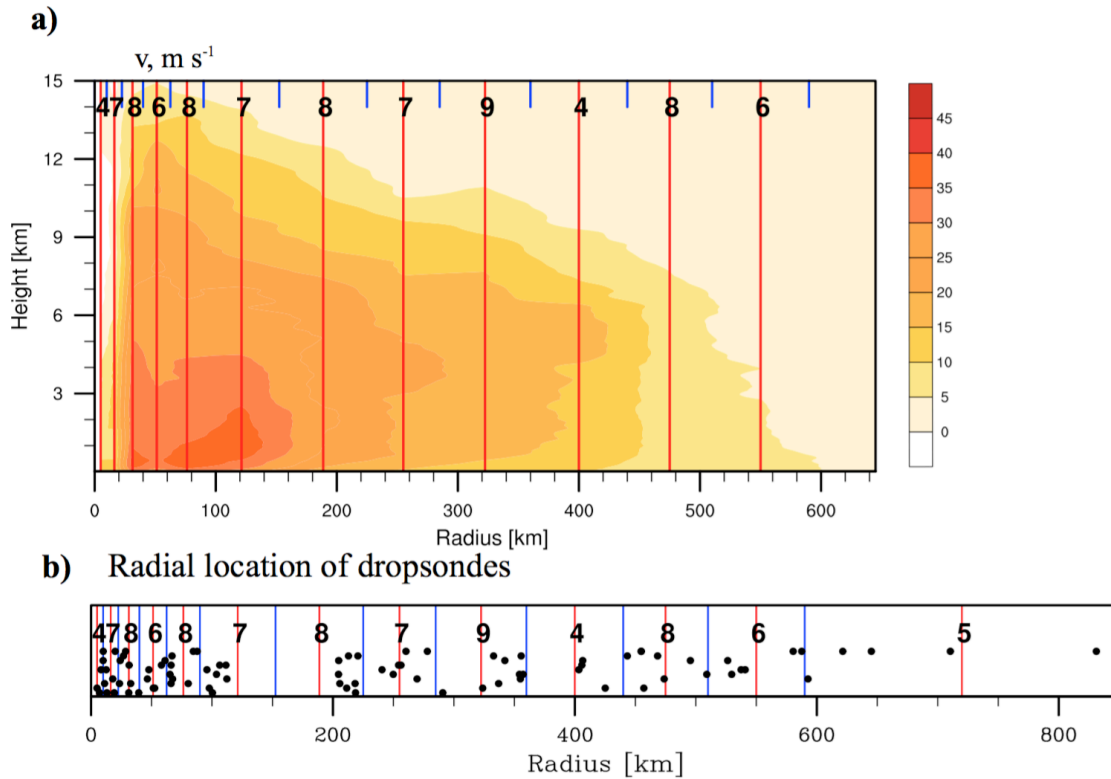 a)
v, m s-1
15
12
9
6
3
Height [km]
4 7 8 6 8 7 8 7 9 4 8 6
0 100 200 300 400 500 600
Radius [km]
45
40
35
30
25
20
15
10
5
0
b) Radial location of dropsondes
4 7 8 6 8 7 8 7 9 4 8 6 5
0 200 400 600 800
Radius [km]